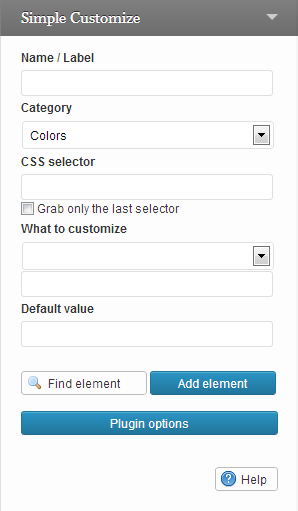 Simple Customize
Name / Label
Category
Colors
CSS selector
Grab only the last selector
What to customize
Default value
Find element Add element
Plugin options
Help